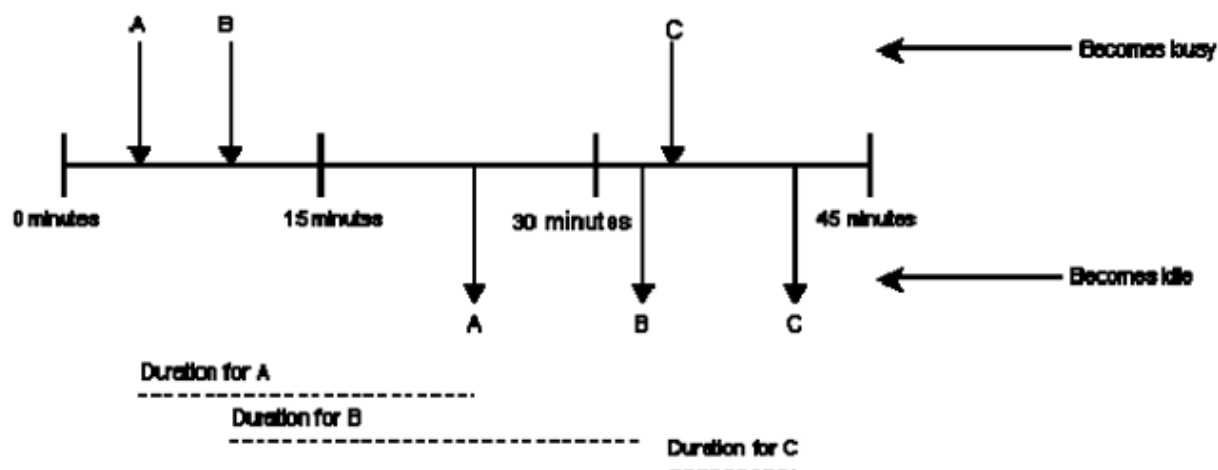 A
B
C
Becomes busy
0 minutes
15 minutes
30 minutes
45 minutes
Becomes idle
A
B
C
Duration for A
Duration for B
Duration for C